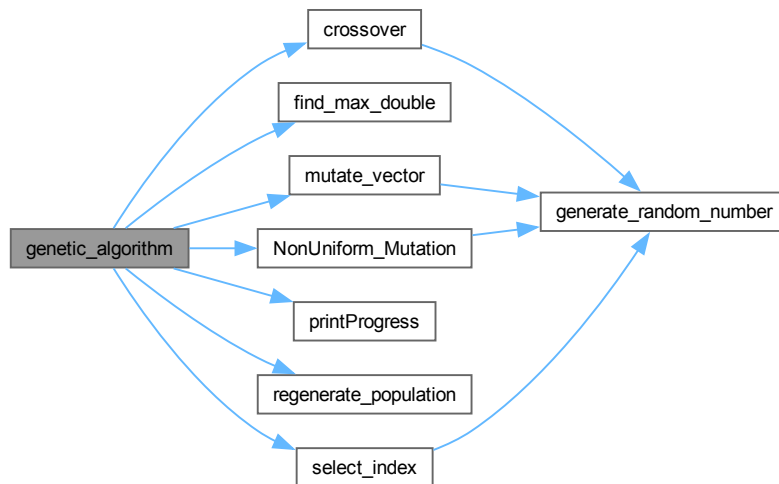 crossover
find_max_double
mutate_vector
generate_random_number
genetic_algorithm
NonUniform_Mutation
printProgress
regenerate_population
select_index